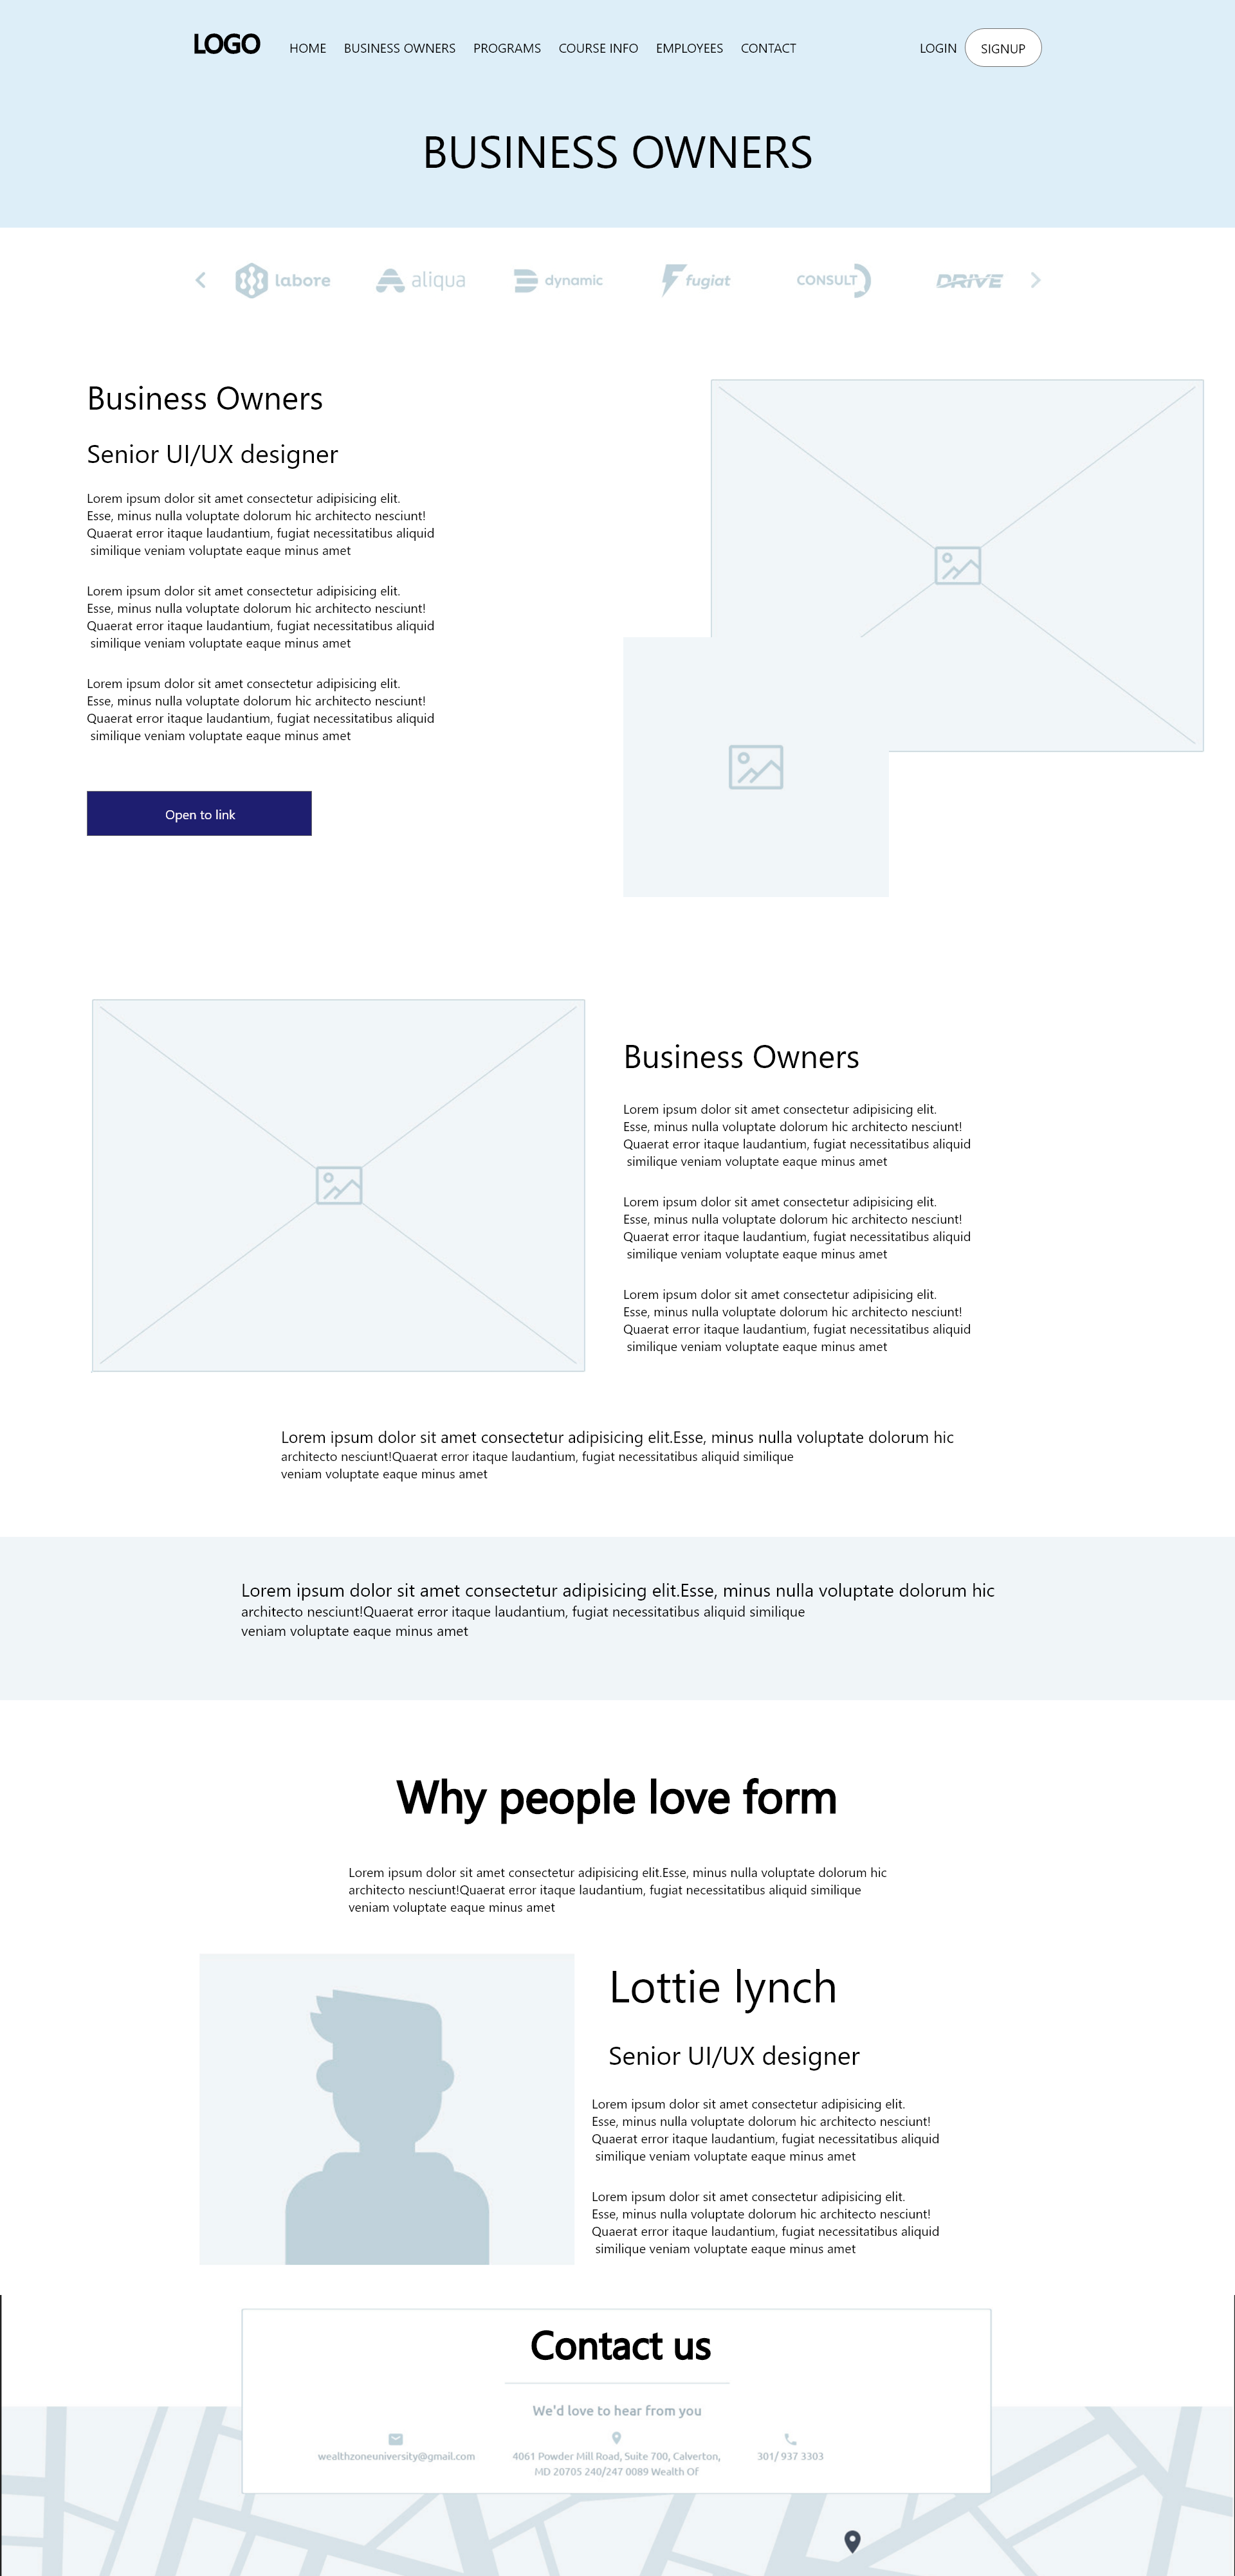 LOGO HOME BUSINESS OWNERS PROGRAMS COURSE INFO EMPLOYEES CONTACT LOGIN SIGNUP
BUSINESS OWNERS
labore aliqua dynamic fugiat CONSULT DRIVE
Business Owners
Senior UI/UX designer
Lorem ipsum dolor sit amet consectetur adipisicing elit.
Esse, minus nulla voluptate dolorum hic architecto nesciunt!
Quaerat error itaque laudantium, fugiat necessitatibus aliquid
similique veniam voluptate eaque minus amet
Lorem ipsum dolor sit amet consectetur adipisicing elit.
Esse, minus nulla voluptate dolorum hic architecto nesciunt!
Quaerat error itaque laudantium, fugiat necessitatibus aliquid
similique veniam voluptate eaque minus amet
Lorem ipsum dolor sit amet consectetur adipisicing elit.
Esse, minus nulla voluptate dolorum hic architecto nesciunt!
Quaerat error itaque laudantium, fugiat necessitatibus aliquid
similique veniam voluptate eaque minus amet
Open to link
Business Owners
Lorem ipsum dolor sit amet consectetur adipisicing elit.
Esse, minus nulla voluptate dolorum hic architecto nesciunt!
Quaerat error itaque laudantium, fugiat necessitatibus aliquid
similique veniam voluptate eaque minus amet
Lorem ipsum dolor sit amet consectetur adipisicing elit.
Esse, minus nulla voluptate dolorum hic architecto nesciunt!
Quaerat error itaque laudantium, fugiat necessitatibus aliquid
similique veniam voluptate eaque minus amet
Lorem ipsum dolor sit amet consectetur adipisicing elit.
Esse, minus nulla voluptate dolorum hic architecto nesciunt!
Quaerat error itaque laudantium, fugiat necessitatibus aliquid
similique veniam voluptate eaque minus amet
Lorem ipsum dolor sit amet consectetur adipisicing elit.Esse, minus nulla voluptate dolorum hic
architecto nesciunt!Quaerat error itaque laudantium, fugiat necessitatibus aliquid similique
veniam voluptate eaque minus amet
Lorem ipsum dolor sit amet consectetur adipisicing elit.Esse, minus nulla voluptate dolorum hic
architecto nesciunt!Quaerat error itaque laudantium, fugiat necessitatibus aliquid similique
veniam voluptate eaque minus amet
Why people love form
Lorem ipsum dolor sit amet consectetur adipisicing elit.Esse, minus nulla voluptate dolorum hic
architecto nesciunt!Quaerat error itaque laudantium, fugiat necessitatibus aliquid similique
veniam voluptate eaque minus amet
Lottie lynch
Senior UI/UX designer
Lorem ipsum dolor sit amet consectetur adipisicing elit.
Esse, minus nulla voluptate dolorum hic architecto nesciunt!
Quaerat error itaque laudantium, fugiat necessitatibus aliquid
similique veniam voluptate eaque minus amet
Lorem ipsum dolor sit amet consectetur adipisicing elit.
Esse, minus nulla voluptate dolorum hic architecto nesciunt!
Quaerat error itaque laudantium, fugiat necessitatibus aliquid
similique veniam voluptate eaque minus amet
Contact us
We'd love to hear from you
wealthzoneuniversity@gmail.com 4061 Powder Mill Road, Suite 700, Calverton, 301/ 937 3303
MD 20705 240/247 0089 Wealth Of